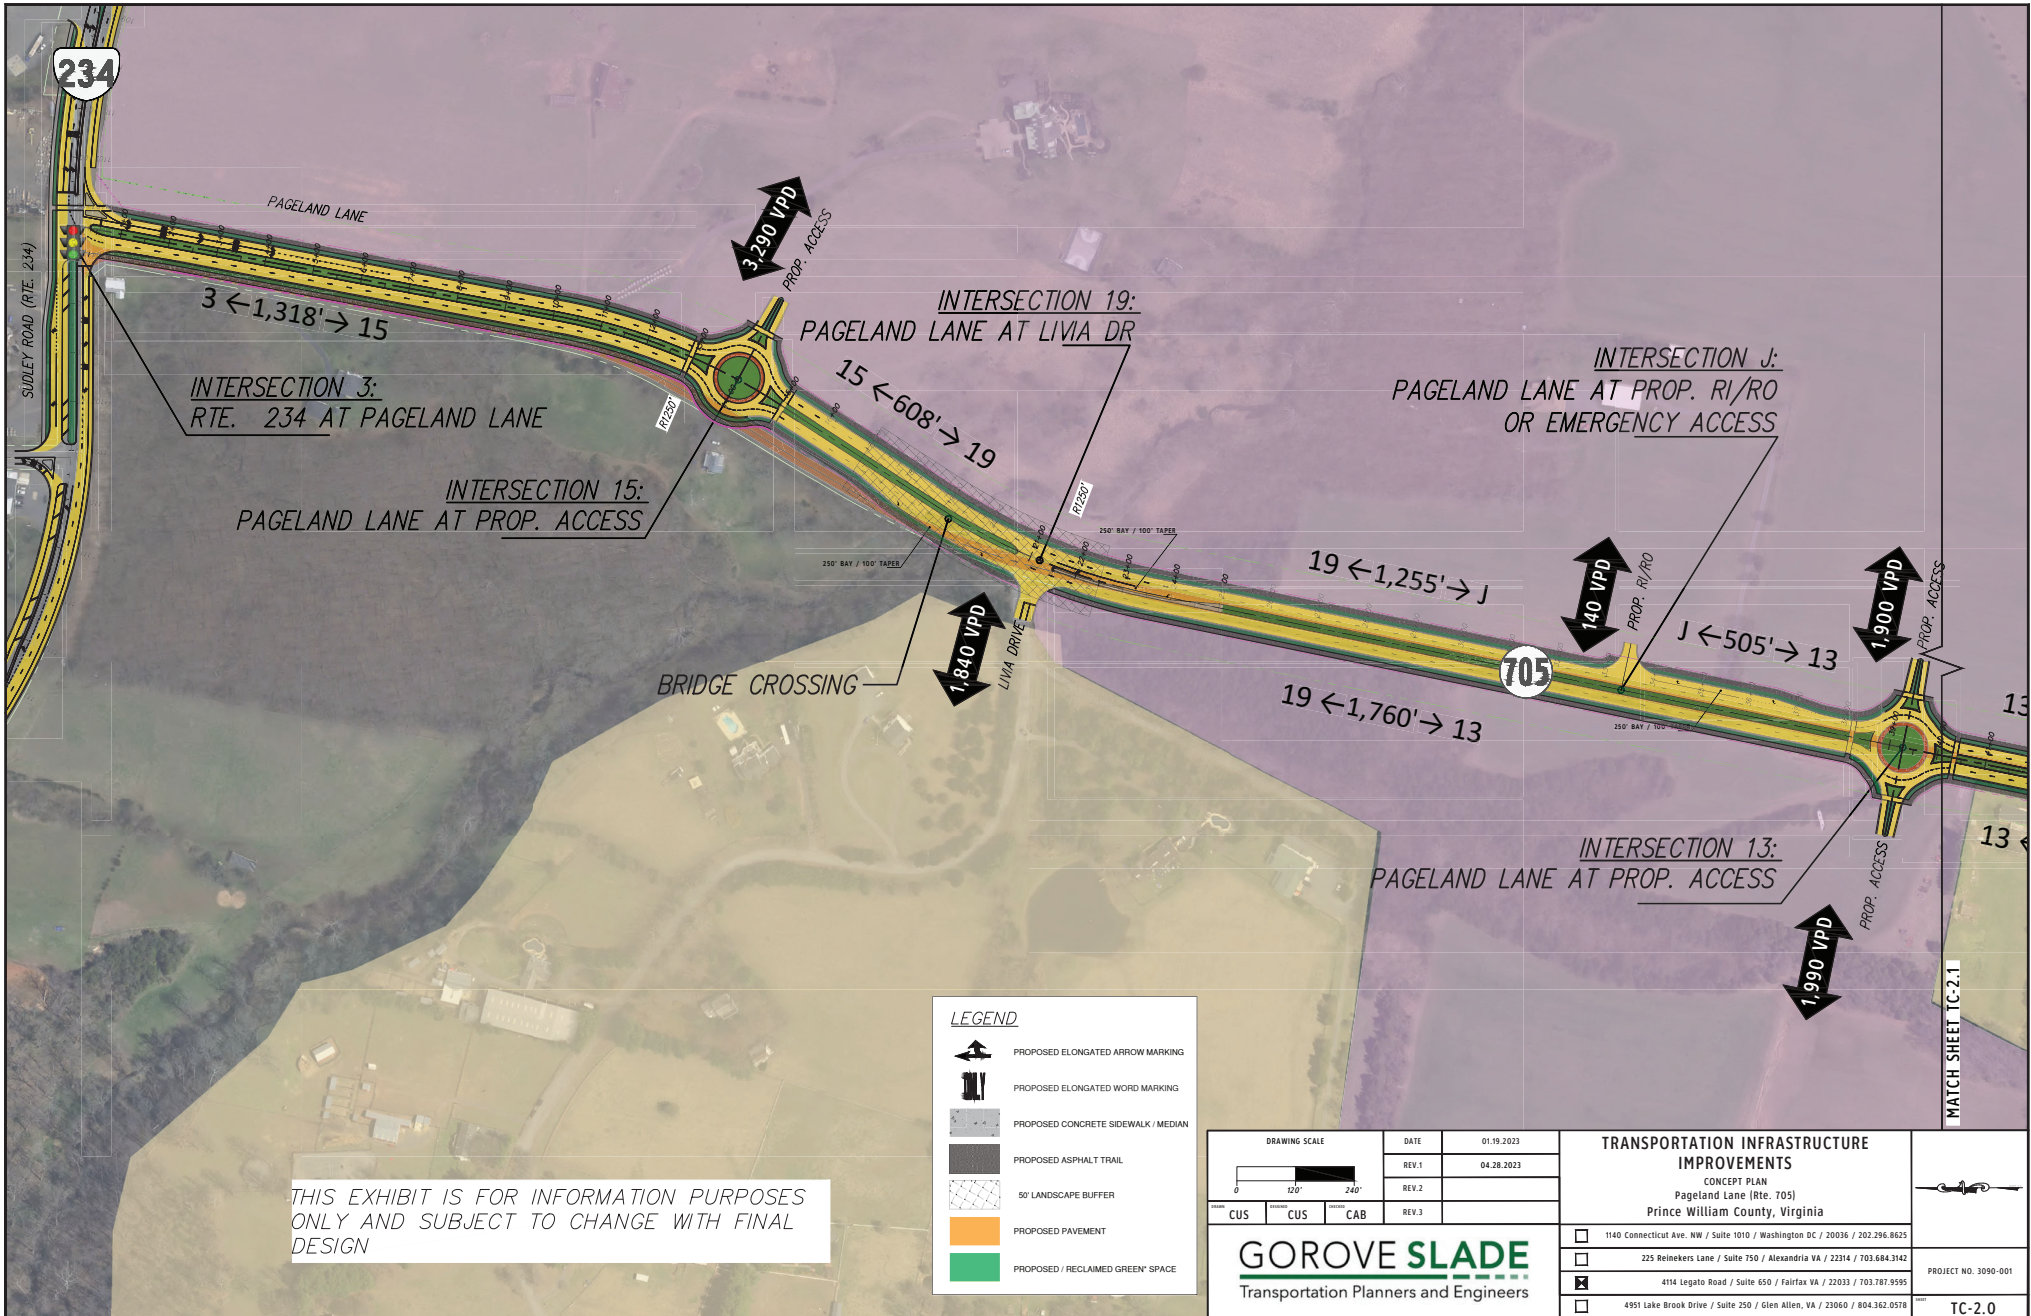 234
PAGELAND LANE
SUDLEY ROAD (RTE. 234)
3 ←1,318'→ 15
INTERSECTION 3:
RTE. 234 AT PAGELAND LANE
3,290 VPD
PROP. ACCESS
INTERSECTION 15:
PAGELAND LANE AT PROP. ACCESS
R1250'
15 ←608'→ 19
INTERSECTION 19:
PAGELAND LANE AT LIVIA DR
R1250'
250' BAY / 100' TAPER
250' BAY / 100' TAPER
BRIDGE CROSSING
1,840 VPD
LIVIA DRIVE
INTERSECTION J:
PAGELAND LANE AT PROP. RI/RO
OR EMERGENCY ACCESS
19 ←1,255'→ J
140 VPD
PROP. RI/RO
J ←505'→ 13
705
19 ←1,760'→ 13
250' BAY / 100' TAPER
1,900 VPD
PROP. ACCESS
13
13 ←
INTERSECTION 13:
PAGELAND LANE AT PROP. ACCESS
PROP. ACCESS
1,990 VPD
MATCH SHEET TC-2.1
LEGEND
PROPOSED ELONGATED ARROW MARKING
PROPOSED ELONGATED WORD MARKING
PROPOSED CONCRETE SIDEWALK / MEDIAN
PROPOSED ASPHALT TRAIL
50' LANDSCAPE BUFFER
PROPOSED PAVEMENT
PROPOSED / RECLAIMED GREEN" SPACE
THIS EXHIBIT IS FOR INFORMATION PURPOSES
ONLY AND SUBJECT TO CHANGE WITH FINAL
DESIGN
DRAWING SCALE
0 120' 240'
DRAWN CUS DESIGNED CUS CHECKED CAB
DATE 01.19.2023
REV.1 04.28.2023
REV.2
REV.3
GOROVE SLADE
Transportation Planners and Engineers
TRANSPORTATION INFRASTRUCTURE
IMPROVEMENTS
CONCEPT PLAN
Pageland Lane (Rte. 705)
Prince William County, Virginia
1140 Connecticut Ave. NW / Suite 1010 / Washington DC / 20036 / 202.296.8625
225 Reinekers Lane / Suite 750 / Alexandria VA / 22314 / 703.684.3142
4114 Legato Road / Suite 650 / Fairfax VA / 22033 / 703.787.9595
4951 Lake Brook Drive / Suite 250 / Glen Allen, VA / 23060 / 804.362.0578
PROJECT NO. 3090-001
SHEET
TC-2.0